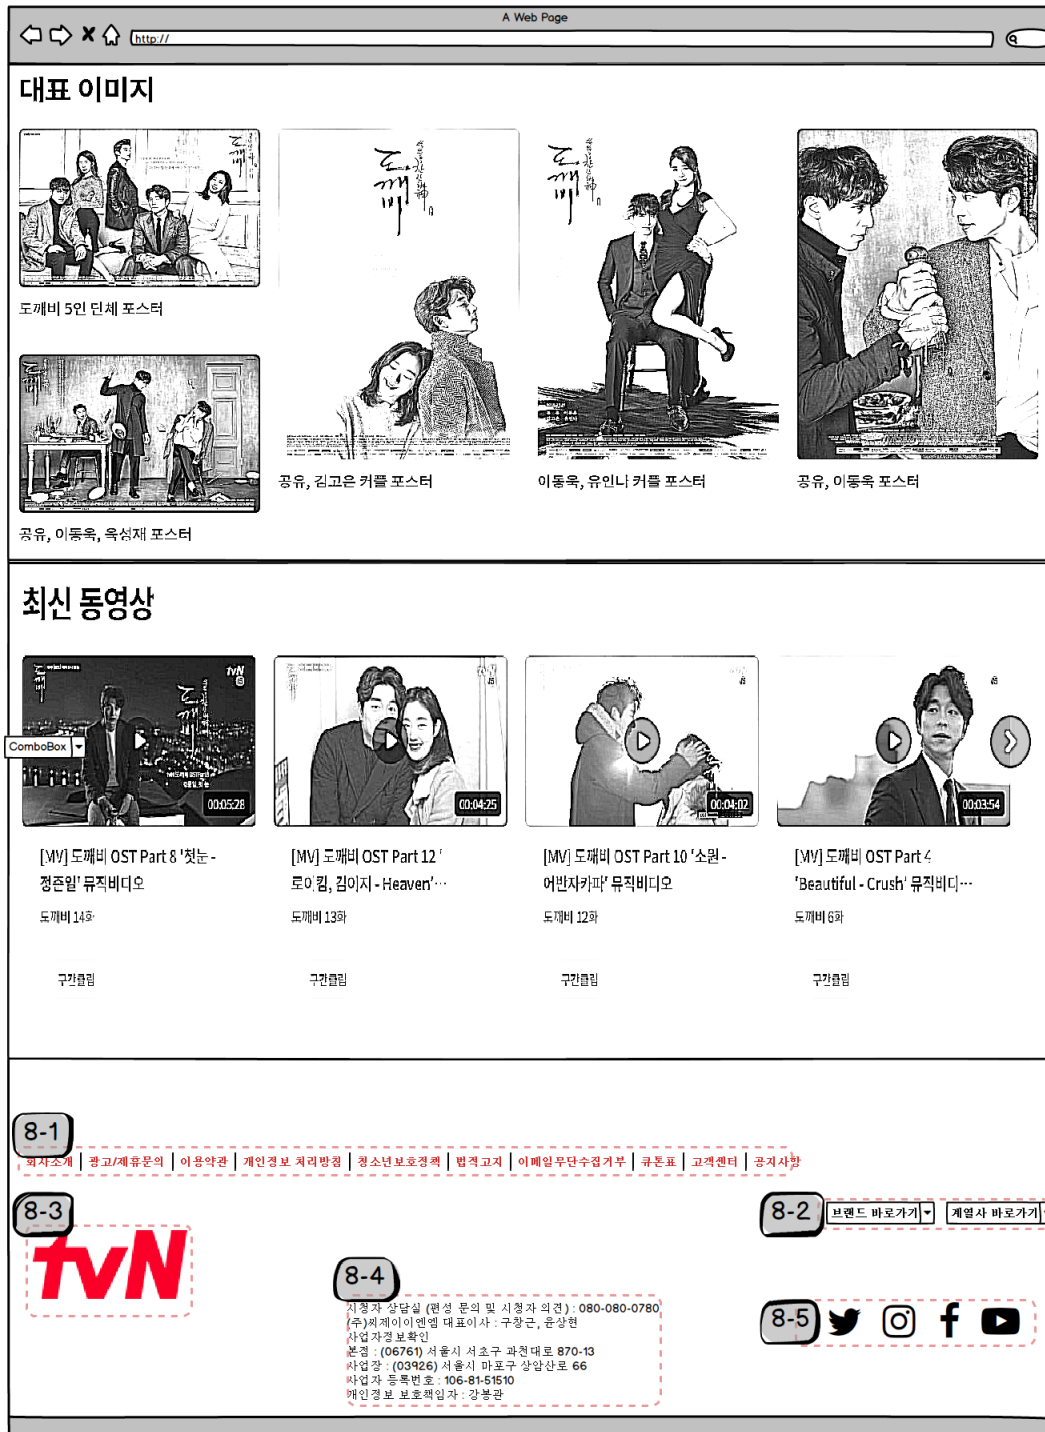 A Web Page
http://
대표 이미지
도깨비
도깨비 5인 단체 포스터
공유, 이동욱, 육성재 포스터
도깨비
공유, 김고은 커플 포스터
도깨비
이동욱, 유인나 커플 포스터
공유, 이동욱 포스터
최신 동영상
도깨비
tvN
00:05:28
00:04:25
00:04:02
00:03:54
ComboBox
[MV] 도깨비 OST Part 8 '첫눈 -
정준일' 뮤직비디오
도깨비 14화
구간클립
[MV] 도깨비 OST Part 12 '
로이킴, 김이지 - Heaven'…
도깨비 13화
구간클립
[MV] 도깨비 OST Part 10 '소원 -
어반자카파' 뮤직비디오
도깨비 12화
구간클립
[MV] 도깨비 OST Part 4
'Beautiful - Crush' 뮤직비디…
도깨비 6화
구간클립
8-1
회사소개 | 광고/제휴문의 | 이용약관 | 개인정보 처리방침 | 청소년보호정책 | 법적고지 | 이메일무단수집거부 | 큐톤표 | 고객센터 | 공지사항
8-3
tvN
8-2
브랜드 바로가기
계열사 바로가기
8-4
시청자 상담실 (편성 문의 및 시청자 의견) : 080-080-0780
(주)씨제이이엔엠 대표이사 : 구창근, 윤상현
사업자정보확인
본점 : (06761) 서울시 서초구 과천대로 870-13
사업장 : (03926) 서울시 마포구 상암산로 66
사업자 등록번호 : 106-81-51510
개인정보 보호책임자 : 강봉관
8-5